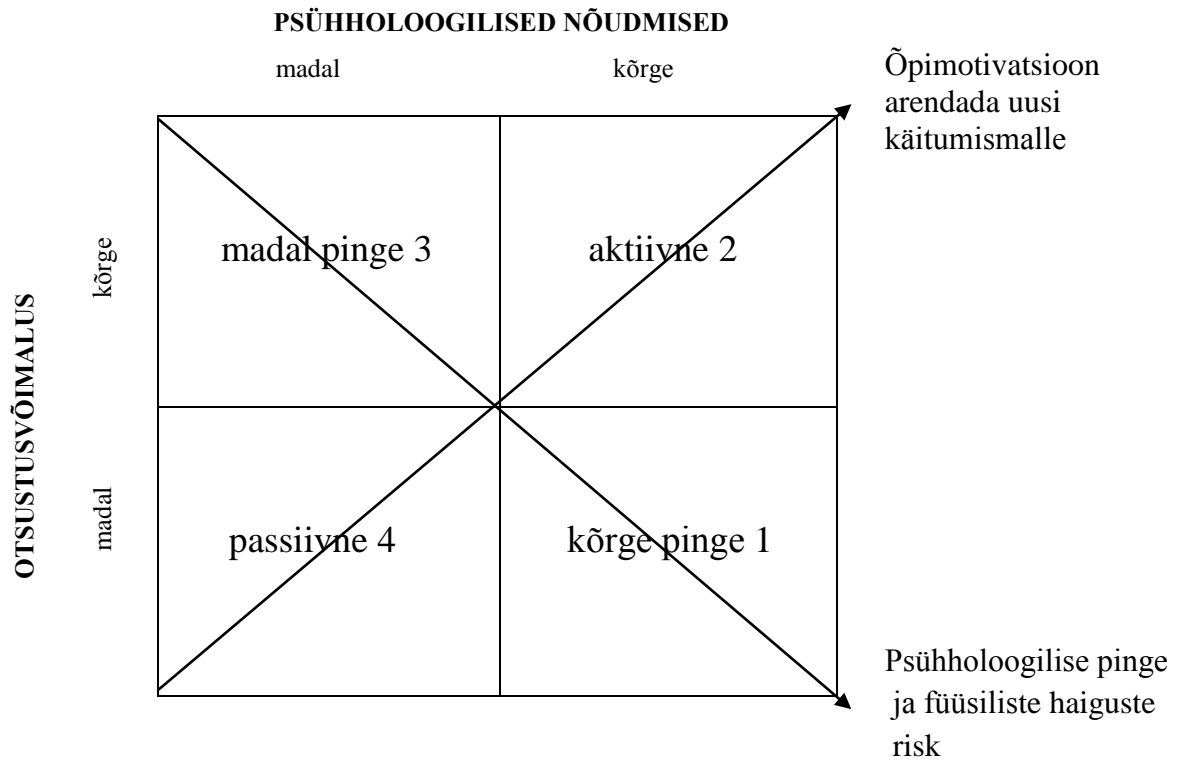 PSÜHHOLOOGILISED NÕUDMISED
madal kõrge
Õpimotivatsioon
arendada uusi
käitumismalle
OTSUSTUSVÕIMALUS
kõrge
madal pinge 3 aktiivne 2
madal
passiivne 4 kõrge pinge 1
Psühholoogilise pinge
ja füüsiliste haiguste
risk